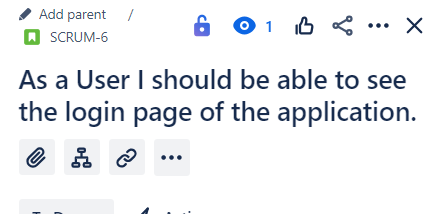 Add parent /
SCRUM-6
1
As a User I should be able to see
the login page of the application.